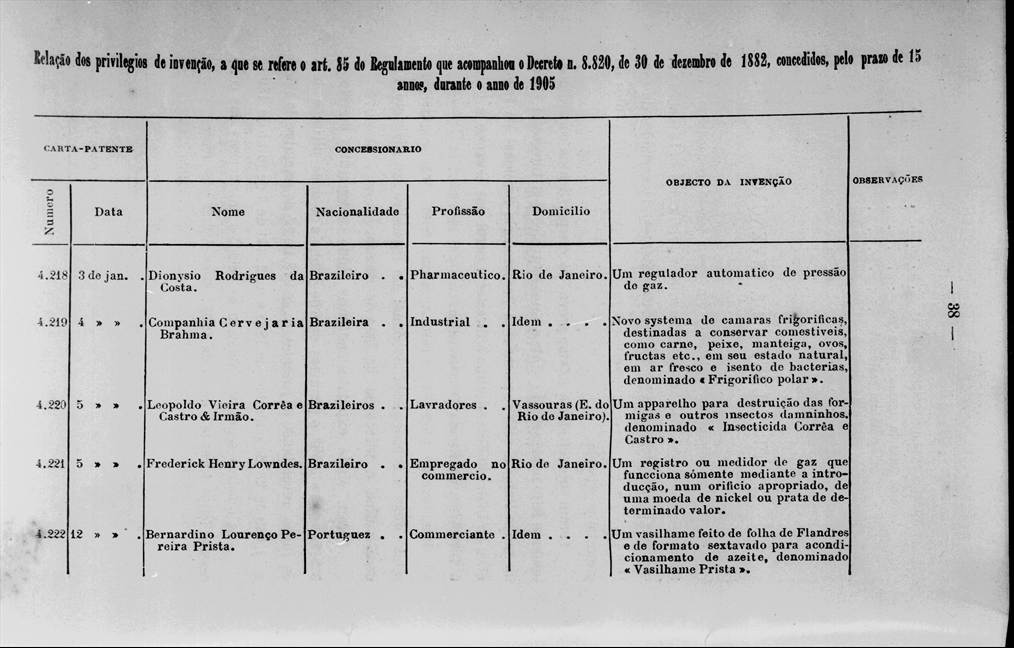 Relação dos privilegios de invenção, a que se refere o art. 85 do Regulamento que acompanhou o Decreto n. 8.820, de 30 de dezembro de 1882, concedidos, pelo prazo de 15
annos, durante o anno de 1905
CARTA-PATENTE
CONCESSIONARIO
OBJECTO DA INVENÇÃO
OBSERVAÇÕES
Numero
Data
Nome
Nacionalidade
Profissão
Domicilio
4.218 3 de jan. . Dionysio Rodrigues da Brazileiro . . Pharmaceutico. Rio de Janeiro. Um regulador automatico de pressão
Costa. de gaz.
4.219 4 » » . Companhia Cervejaria Brazileira . . Industrial . . Idem . . . . Novo systema de camaras frigorificas,
Brahma. destinadas a conservar comestiveis,
como carne, peixe, manteiga, ovos,
fructas etc., em seu estado natural,
em ar fresco e isento de bacterias,
denominado « Frigorifico polar ».
4.220 5 » » . Leopoldo Vieira Corrêa e Brazileiros . . Lavradores . . Vassouras (E. do Um apparelho para destruição das for-
Castro & Irmão. Rio de Janeiro). migas e outros insectos damninhos.
denominado « Insecticida Corrêa e
Castro ».
4.221 5 » » . Frederick Henry Lowndes. Brazileiro . . Empregado no Rio de Janeiro. Um registro ou medidor de gaz que
commercio. funcciona sómente mediante a intro-
ducção, num orificio apropriado, de
uma moeda de nickel ou prata de de-
terminado valor.
4.222 12 » » . Bernardino Lourenço Pe- Portuguez . . Commerciante . Idem . . . . Um vasilhame feito de folha de Flandres
reira Prista. e de formato sextavado para acondi-
cionamento de azeite, denominado
« Vasilhame Prista ».
— 38 —